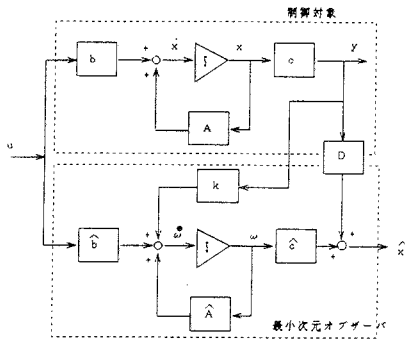 制御対象
b
+
+
ẋ
∫
x
c
y
A
u
D
k
b̂
+
+
+
ω̇
∫
ω
ĉ
+
+
x̂
Â
最小次元オブザーバ